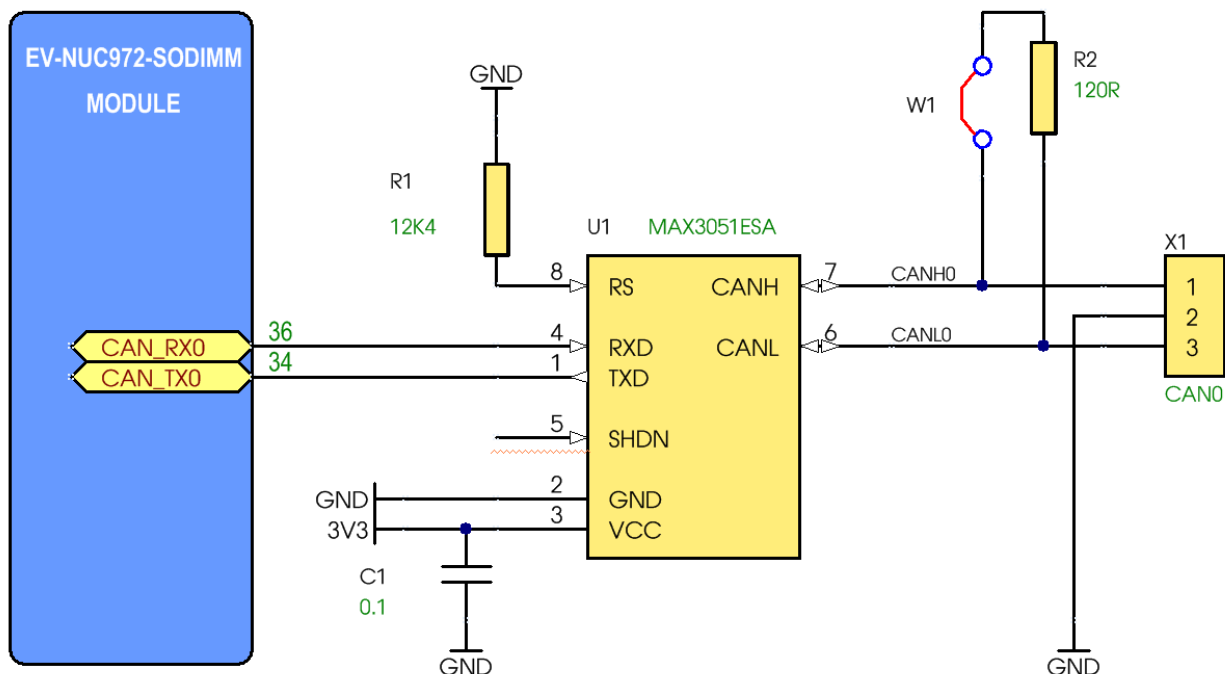 EV-NUC972-SODIMM
MODULE
CAN_RX0
36
CAN_TX0
34
GND
R1
12K4
U1 MAX3051ESA
8 RS
4 RXD
1 TXD
5 SHDN
2 GND
3 VCC
CANH 7
CANL 6
CANH0
CANL0
GND
3V3
C1
0.1
GND
W1
R2
120R
X1
1
2
3
CAN0
GND